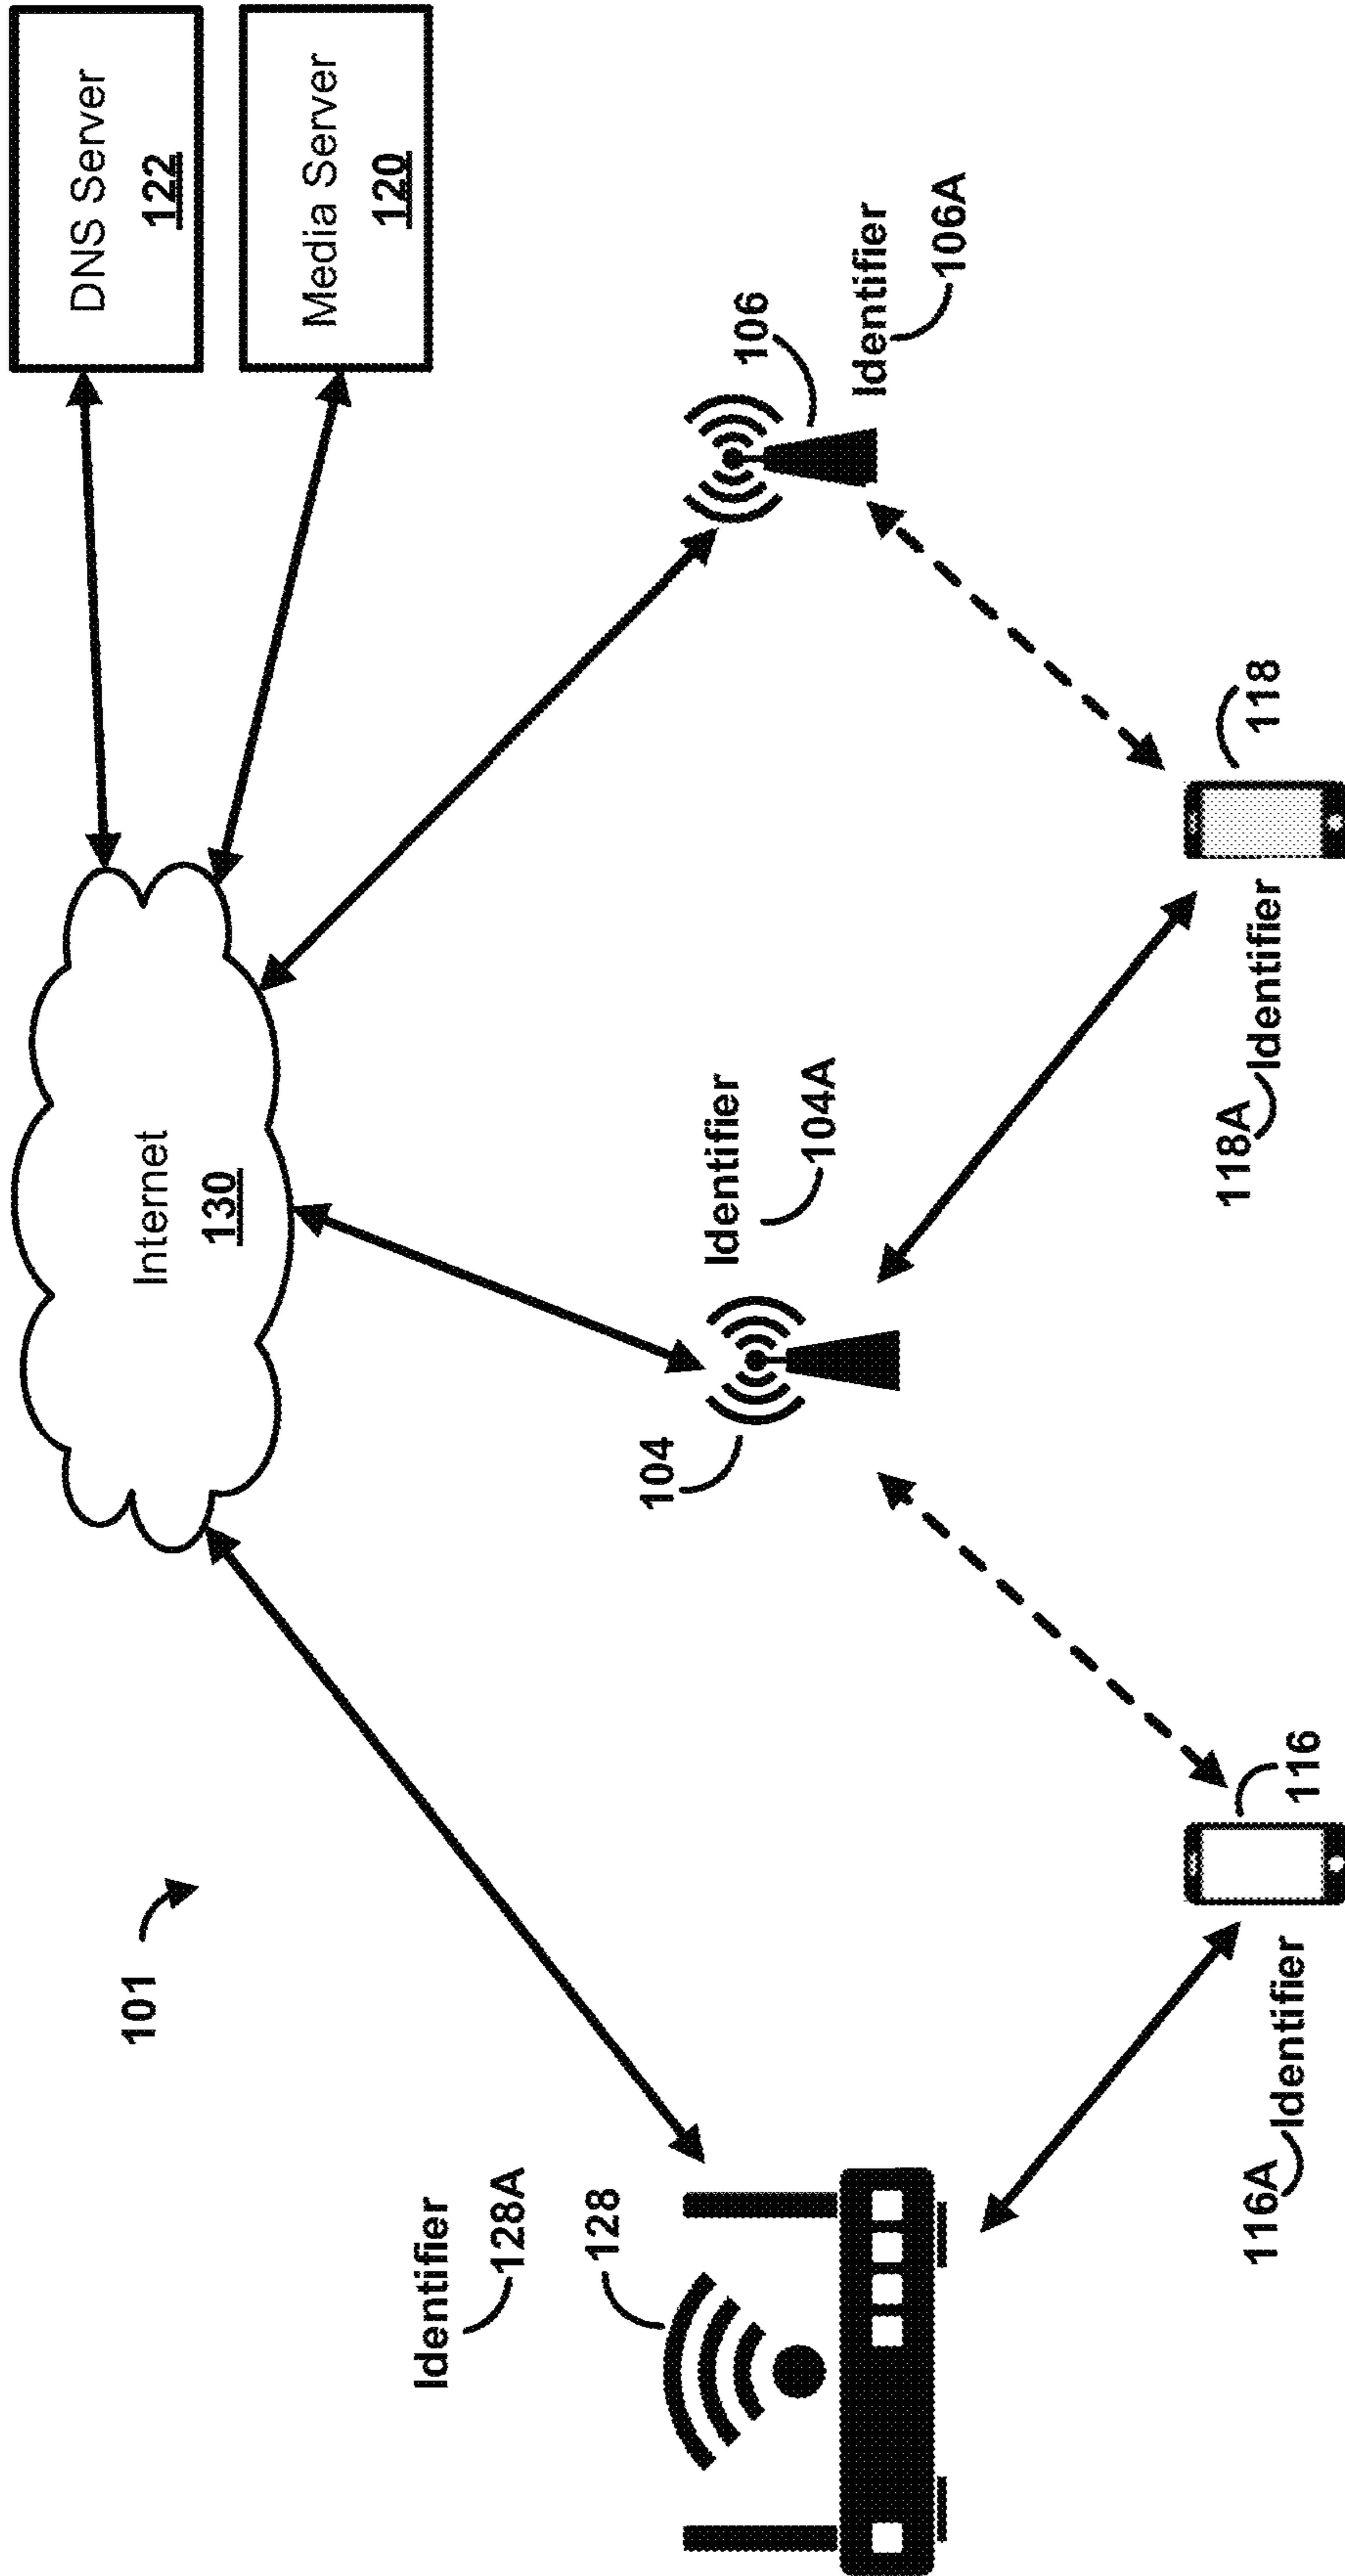 101
Internet
130
DNS Server
122
Media Server
120
Identifier
128A
128
104
Identifier
104A
106
Identifier
106A
116A
Identifier
116
118A
Identifier
118